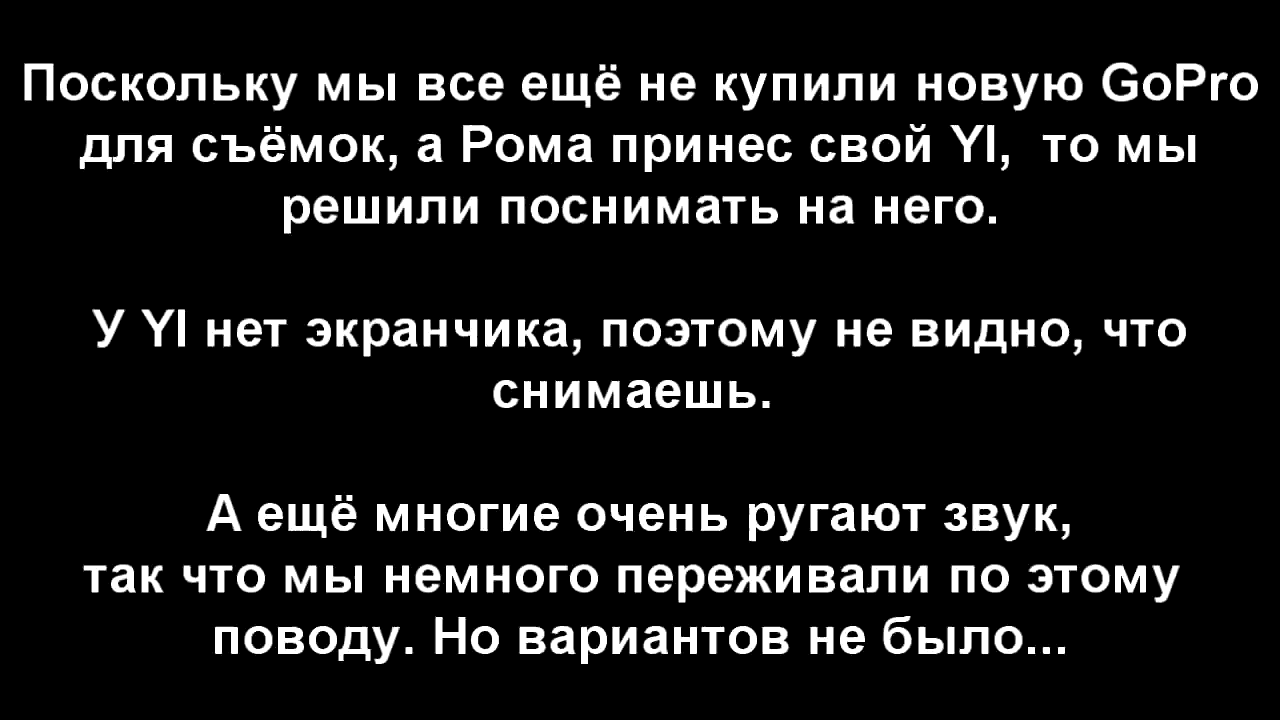 Поскольку мы все ещё не купили новую GoPro
для съёмок, а Рома принес свой YI,  то мы
решили поснимать на него.
У YI нет экранчика, поэтому не видно, что
снимаешь.
А ещё многие очень ругают звук,
так что мы немного переживали по этому
поводу. Но вариантов не было...